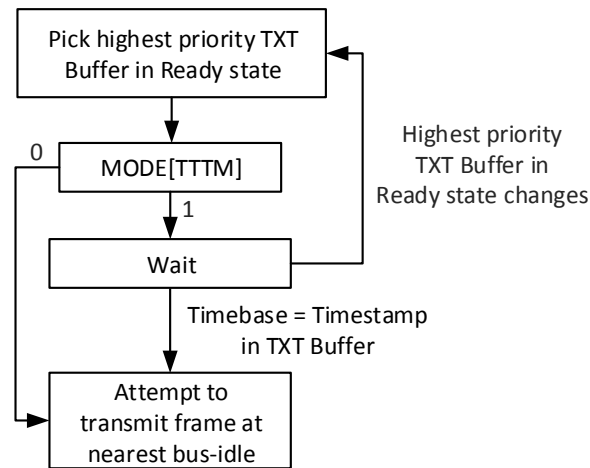 Pick highest priority TXT
Buffer in Ready state
0
MODE[TTTM]
1
Highest priority
TXT Buffer in
Ready state changes
Wait
Timebase = Timestamp
in TXT Buffer
Attempt to
transmit frame at
nearest bus-idle